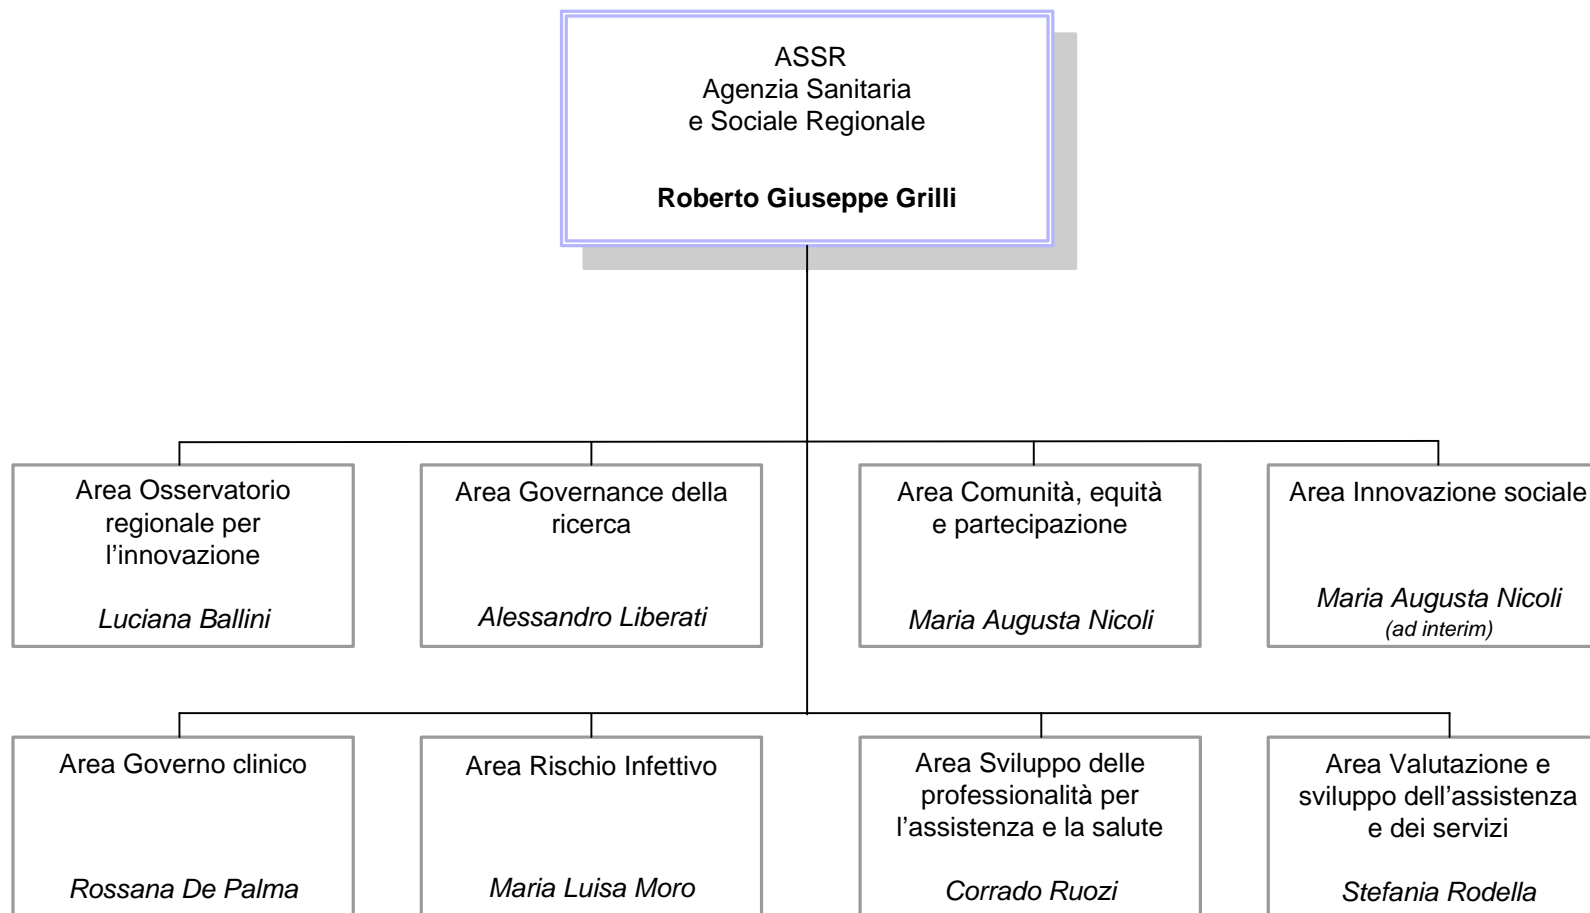 ASSR
Agenzia Sanitaria
e Sociale Regionale
Roberto Giuseppe Grilli
Area Osservatorio
regionale per
l’innovazione
Luciana Ballini
Area Governance della
ricerca
Alessandro Liberati
Area Comunità, equità
e partecipazione
Maria Augusta Nicoli
Area Innovazione sociale
Maria Augusta Nicoli
(ad interim)
Area Governo clinico
Rossana De Palma
Area Rischio Infettivo
Maria Luisa Moro
Area Sviluppo delle
professionalità per
l’assistenza e la salute
Corrado Ruozi
Area Valutazione e
sviluppo dell’assistenza
e dei servizi
Stefania Rodella